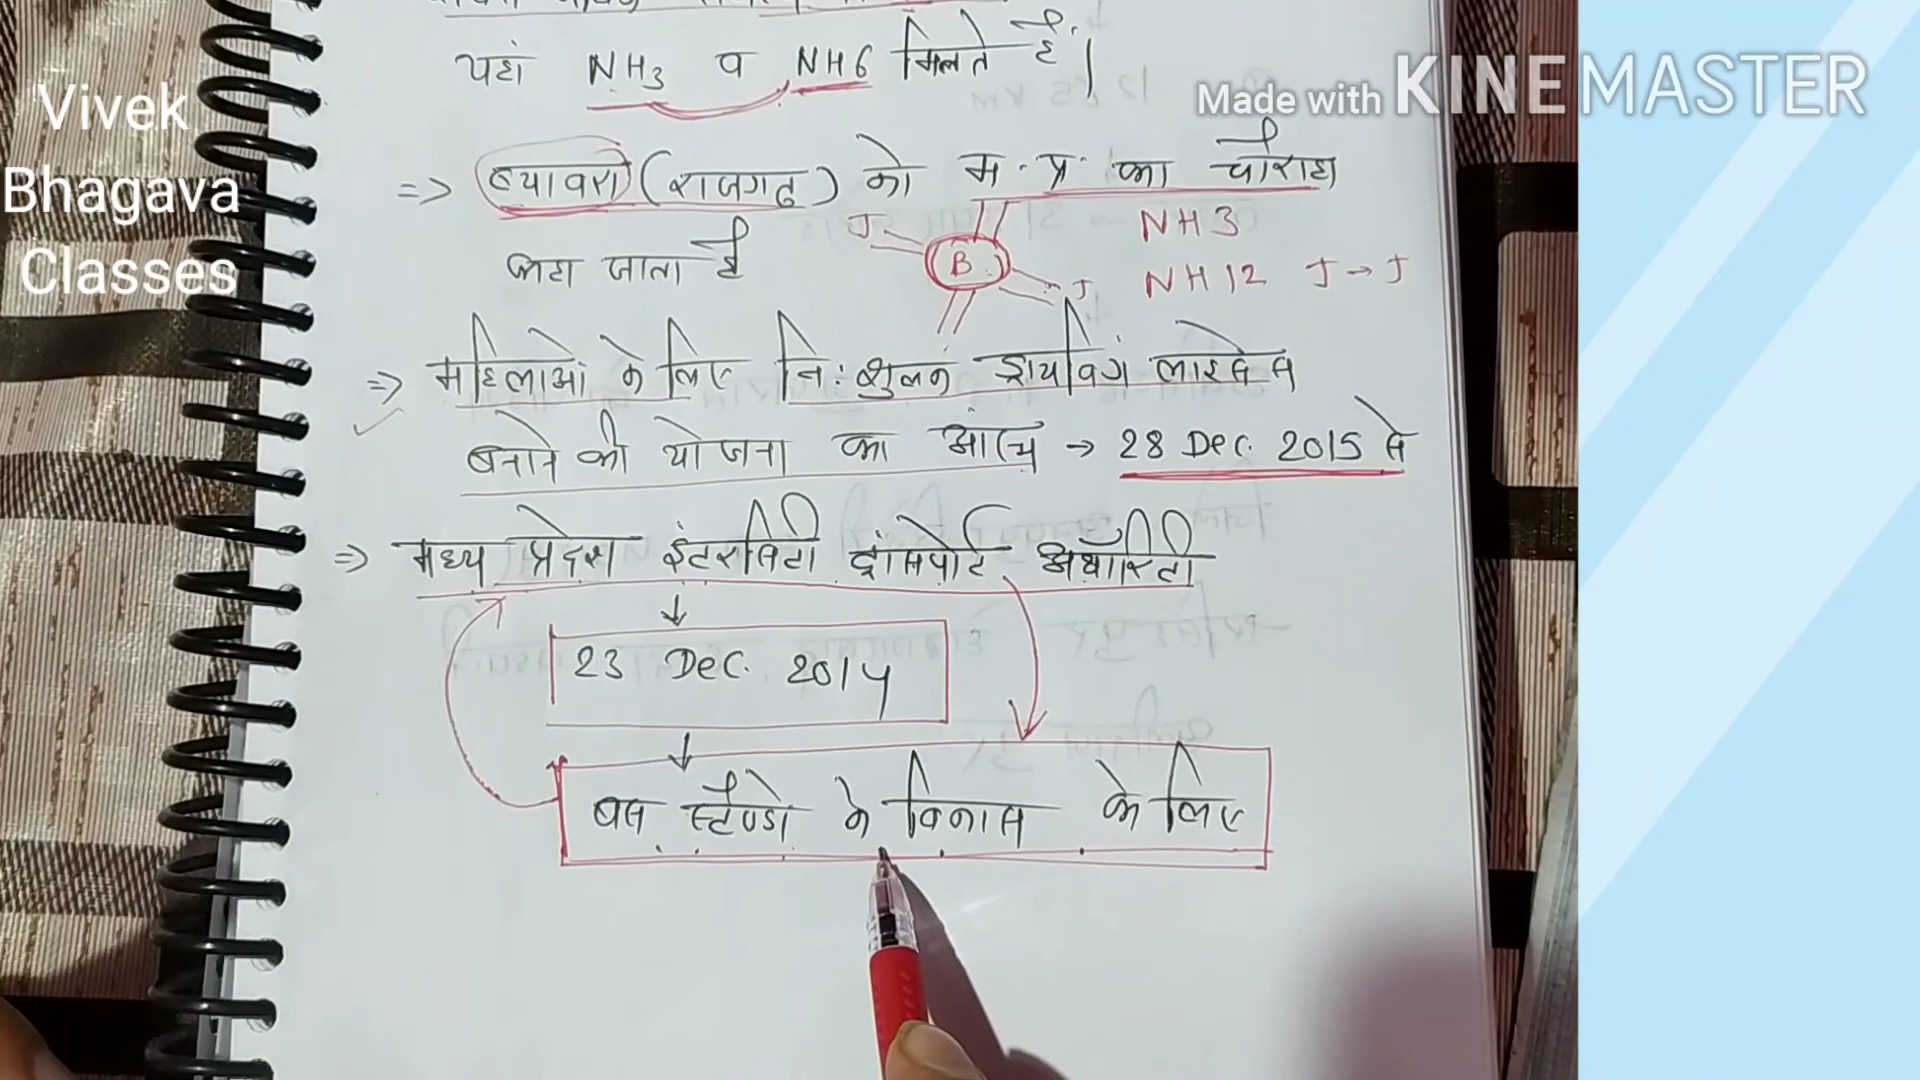 यहां NH3 व NH6 मिलते है।
=> ब्यावरा (राजगढ) को म.प्र. का चौराहा
कहा जाता है
J B J
NH3
NH12 J → J
=> महिलाओं के लिए नि:शुल्क ड्रायविंग लाइसेंस
बनाने की योजना का आरंभ → 28 Dec. 2015 से
=> मध्य प्रदेश इंटरसिटी ट्रांसपोर्ट अथॉरिटी
↓
23 Dec. 2014
↓
बस स्टैण्डो के विकास के लिए
Vivek
Bhagava
Classes
Made with KINEMASTER